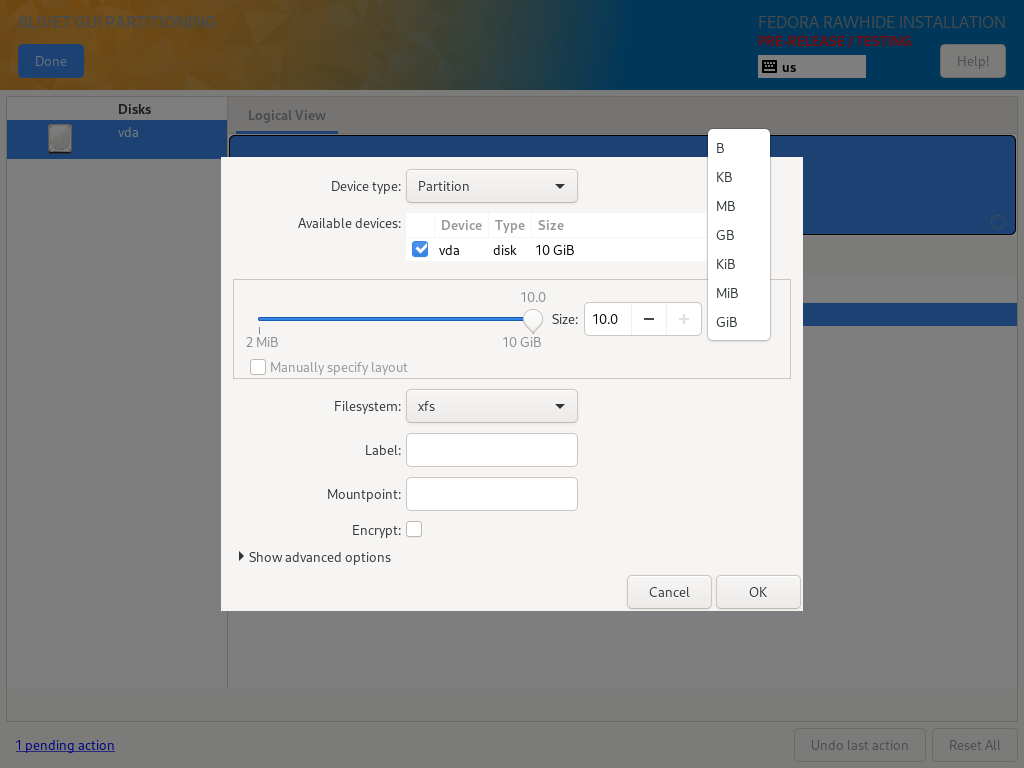 BLIVET GUI PARTITIONING
FEDORA RAWHIDE INSTALLATION
PRE-RELEASE / TESTING
Done
us
Help!
Disks
vda
Logical View
Device type: Partition
Available devices:
Device Type Size
vda disk 10 GiB
B
KB
MB
GB
KiB
MiB
GiB
10.0
Size: 10.0
2 MiB 10 GiB
Manually specify layout
Filesystem: xfs
Label:
Mountpoint:
Encrypt:
Show advanced options
Cancel OK
1 pending action
Undo last action Reset All